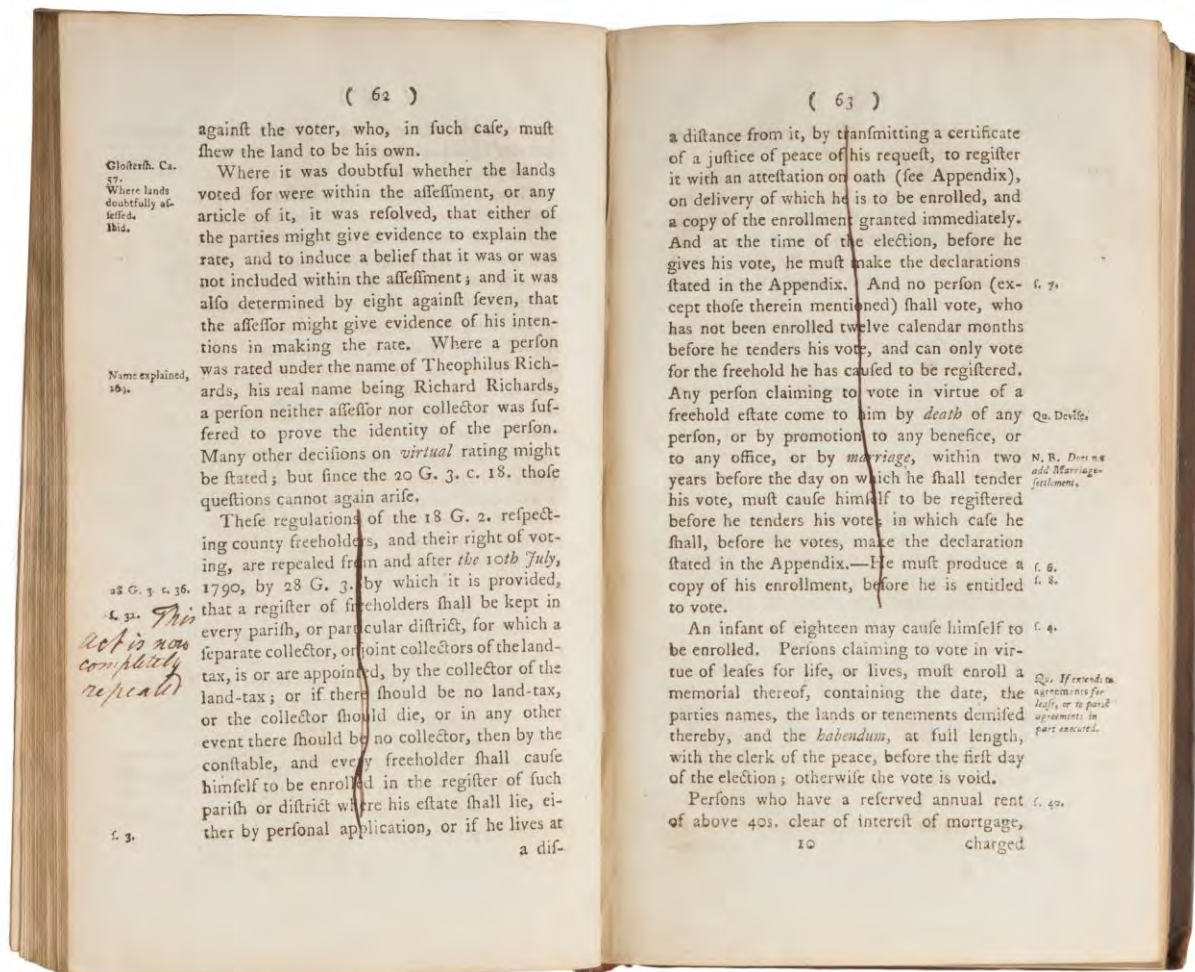 ( 62 )
againſt the voter, who, in ſuch caſe, muſt
ſhew the land to be his own.
Gloſterſh. Ca.
57.
Where lands
doubtfully aſ-
ſeſſed.
Ibid.
Where it was doubtful whether the lands
voted for were within the aſſeſſment, or any
article of it, it was reſolved, that either of
the parties might give evidence to explain the
rate, and to induce a belief that it was or was
not included within the aſſeſſment; and it was
alſo determined by eight againſt ſeven, that
the aſſeſſor might give evidence of his inten-
tions in making the rate. Where a perſon
Name explained,
was rated under the name of Theophilus Rich-
ards, his real name being Richard Richards,
a perſon neither aſſeſſor nor collector was ſuf-
fered to prove the identity of the perſon.
Many other deciſions on virtual rating might
be ſtated; but ſince the 20 G. 3. c. 18. thoſe
queſtions cannot again ariſe.
Theſe regulations of the 18 G. 2. reſpect-
ing county freeholders, and their right of vot-
ing, are repealed from and after the 10th July,
28 G. 3. c. 36.
1790, by 28 G. 3. by which it is provided,
ſ. 32.
This
act is now
completely
repealed
that a regiſter of freeholders ſhall be kept in
every pariſh, or particular diſtrict, for which a
ſeparate collector, or joint collectors of the land-
tax, is or are appointed, by the collector of the
land-tax; or if there ſhould be no land-tax,
or the collector ſhould die, or in any other
event there ſhould be no collector, then by the
conſtable, and every freeholder ſhall cauſe
himſelf to be enrolled in the regiſter of ſuch
pariſh or diſtrict where his eſtate ſhall lie, ei-
ſ. 3.
ther by perſonal application, or if he lives at
a diſ-
( 63 )
a diſtance from it, by tranſmitting a certificate
of a juſtice of peace of his requeſt, to regiſter
it with an atteſtation on oath (ſee Appendix),
on delivery of which he is to be enrolled, and
a copy of the enrollment granted immediately.
And at the time of the election, before he
gives his vote, he muſt make the declarations
ſtated in the Appendix. And no perſon (ex-
ſ. 7.
cept thoſe therein mentioned) ſhall vote, who
has not been enrolled twelve calendar months
before he tenders his vote, and can only vote
for the freehold he has cauſed to be regiſtered.
Any perſon claiming to vote in virtue of a
freehold eſtate come to him by death of any
Qu. Deviſe.
perſon, or by promotion to any benefice, or
to any office, or by marriage, within two
N. B. Does not
add Marriage-
ſettlement.
years before the day on which he ſhall tender
his vote, muſt cauſe himſelf to be regiſtered
before he tenders his vote; in which caſe he
ſhall, before he votes, make the declaration
ſtated in the Appendix.—He muſt produce a
ſ. 6.
copy of his enrollment, before he is entitled
ſ. 8.
to vote.
An infant of eighteen may cauſe himſelf to
ſ. 4.
be enrolled. Perſons claiming to vote in vir-
tue of leaſes for life, or lives, muſt enroll a
Qu. If extends to
agreements for
leaſe, or to parol
agreements in
part executed.
memorial thereof, containing the date, the
parties names, the lands or tenements demiſed
thereby, and the habendum, at full length,
with the clerk of the peace, before the firſt day
of the election; otherwiſe the vote is void.
Perſons who have a reſerved annual rent
ſ. 40.
of above 40s. clear of intereſt of mortgage,
10
charged